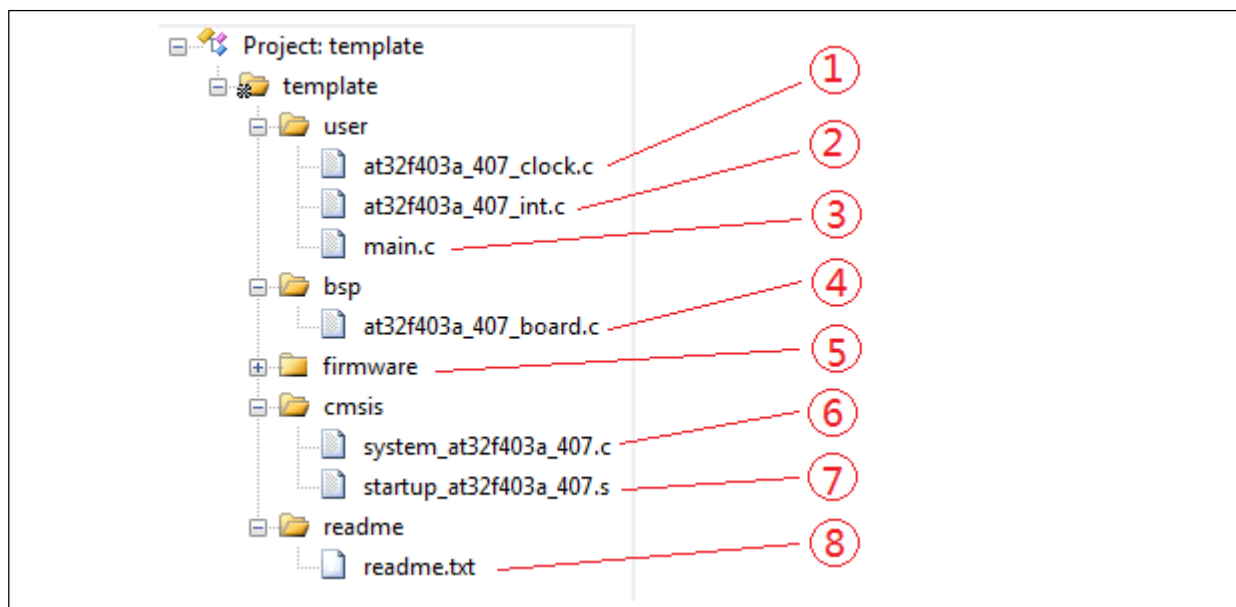 Project: template
template
①
user
at32f403a_407_clock.c
②
at32f403a_407_int.c
③
main.c
④
bsp
at32f403a_407_board.c
⑤
firmware
cmsis
⑥
system_at32f403a_407.c
⑦
startup_at32f403a_407.s
readme
⑧
readme.txt